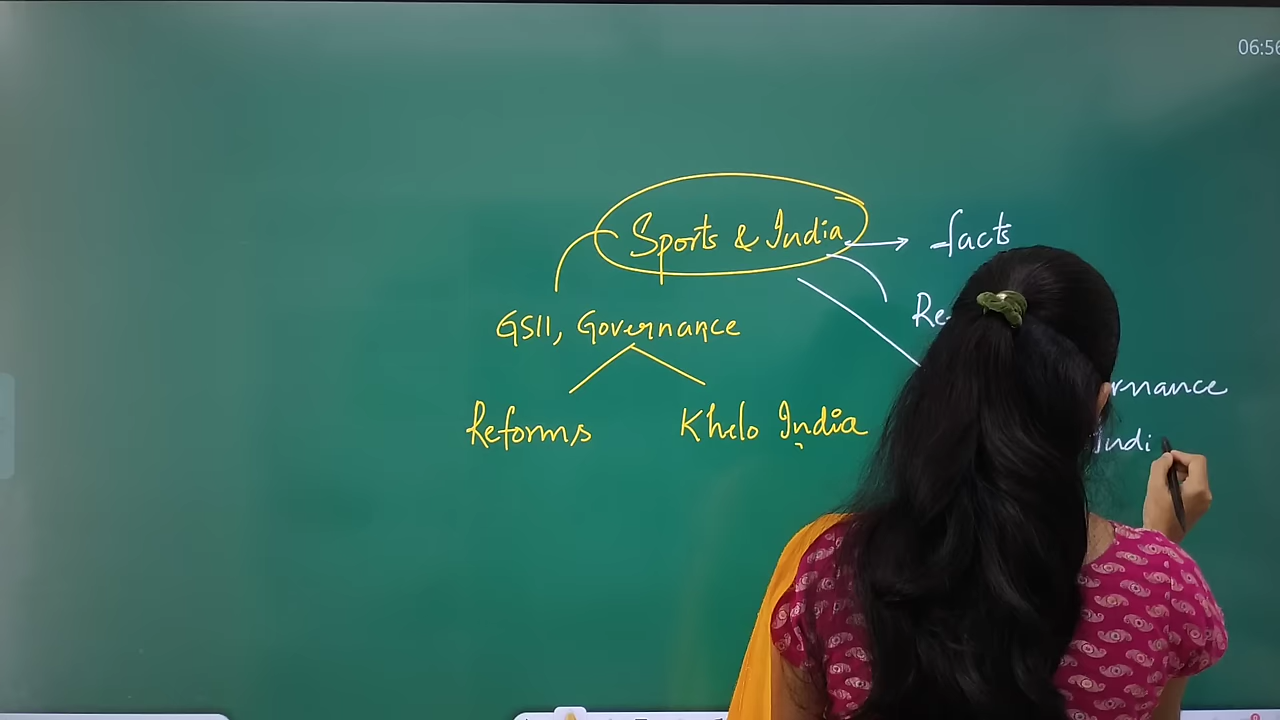 06:56
Sports & India
facts
GSII, Governance
Reforms Khelo India